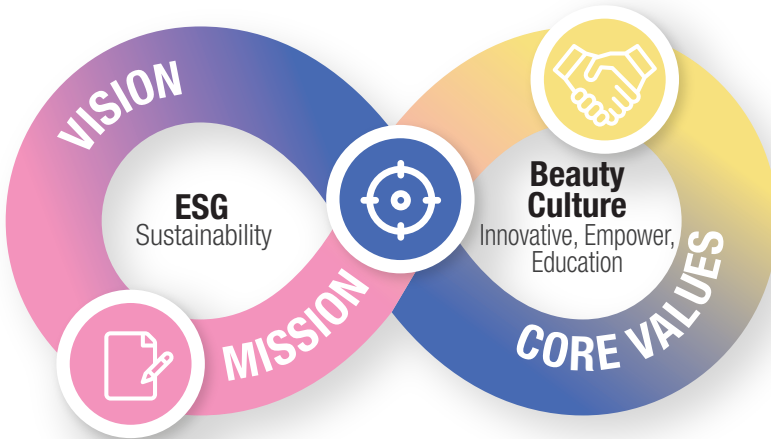 VISION
ESG
Sustainability
MISSION
Beauty
Culture
Innovative, Empower,
Education
CORE VALUES